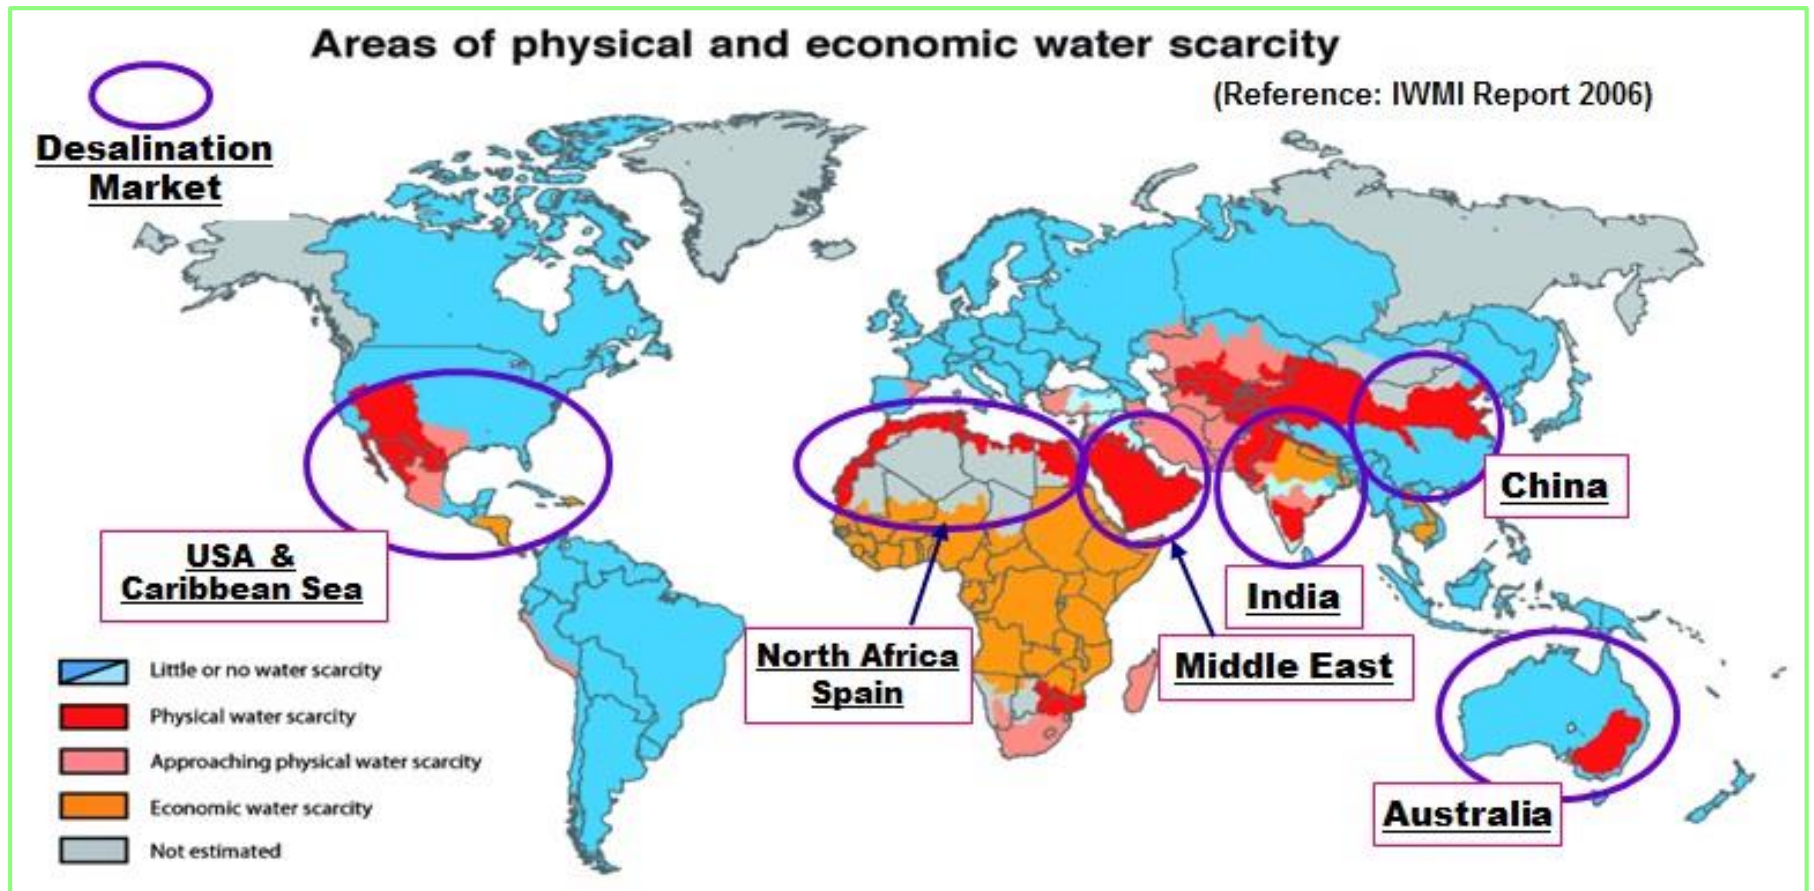 Areas of physical and economic water scarcity
(Reference: IWMI Report 2006)
Desalination
Market
USA &
Caribbean Sea
North Africa
Spain
Middle East
India
China
Australia
Little or no water scarcity
Physical water scarcity
Approaching physical water scarcity
Economic water scarcity
Not estimated